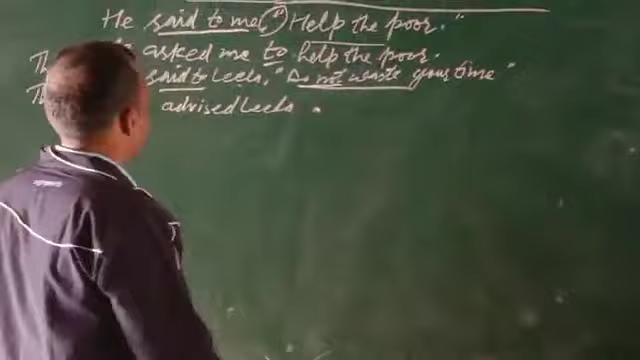 He said to me, "Help the poor."
asked me to help the poor.
said to Leela, "Do not waste your time"
advised Leela